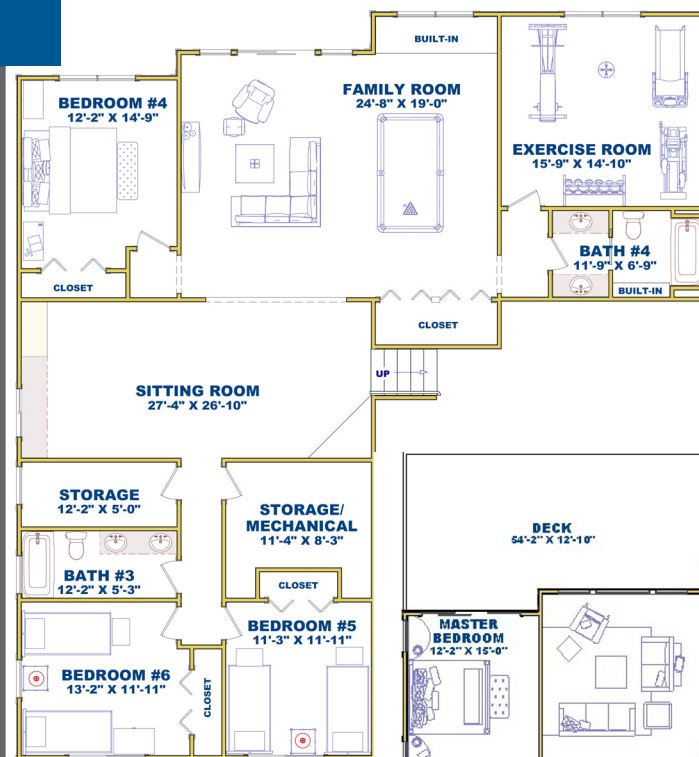 BUILT-IN
FAMILY ROOM
24'-8" X 19'-0"
BEDROOM #4
12'-2" X 14'-9"
EXERCISE ROOM
15'-9" X 14'-10"
BATH #4
11'-9" X 6'-9"
BUILT-IN
CLOSET
CLOSET
UP
SITTING ROOM
27'-4" X 26'-10"
STORAGE
12'-2" X 5'-0"
STORAGE/
MECHANICAL
11'-4" X 8'-3"
DECK
54'-2" X 12'-10"
BATH #3
12'-2" X 5'-3"
CLOSET
BEDROOM #5
11'-3" X 11'-11"
MASTER
BEDROOM
12'-2" X 15'-0"
BEDROOM #6
13'-2" X 11'-11"
CLOSET